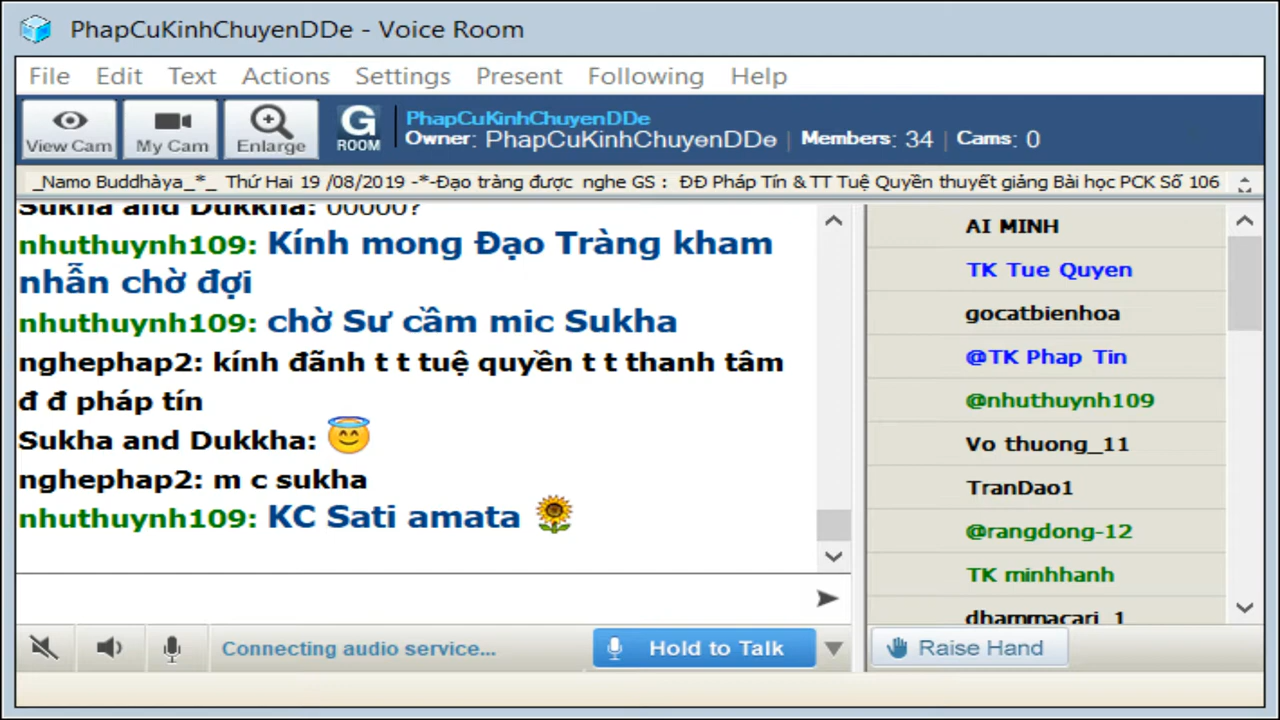 PhapCuKinhChuyenDDe - Voice Room
File Edit Text Actions Settings Present Following Help
View Cam My Cam Enlarge G ROOM
PhapCuKinhChuyenDDe
Owner: PhapCuKinhChuyenDDe | Members: 34 | Cams: 0
_Namo Buddhàya_*_ Thứ Hai 19 /08/2019 -*-Đạo tràng được nghe GS : ĐĐ Pháp Tín & TT Tuệ Quyền thuyết giảng Bài học PCK Số 106
Sukha and Dukkha: 00000?
nhuthuynh109: Kính mong Đạo Tràng kham
nhẫn chờ đợi
nhuthuynh109: chờ Sư cầm mic Sukha
nghephap2: kính đãnh t t tuệ quyền t t thanh tâm
đ đ pháp tín
Sukha and Dukkha: 😇
nghephap2: m c sukha
nhuthuynh109: KC Sati amata 🌻
AI MINH
TK Tue Quyen
gocatbienhoa
@TK Phap Tin
@nhuthuynh109
Vo thuong_11
TranDao1
@rangdong-12
TK minhhanh
dhammacari_1
Connecting audio service...
Hold to Talk
Raise Hand